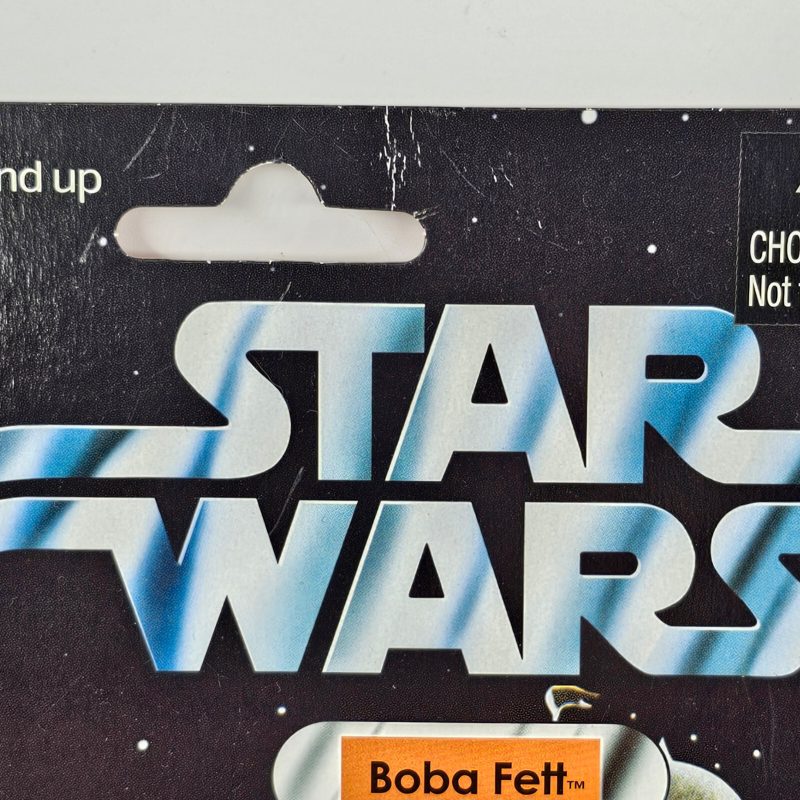 nd up
CHO
Not
STAR
WARS
Boba Fett™